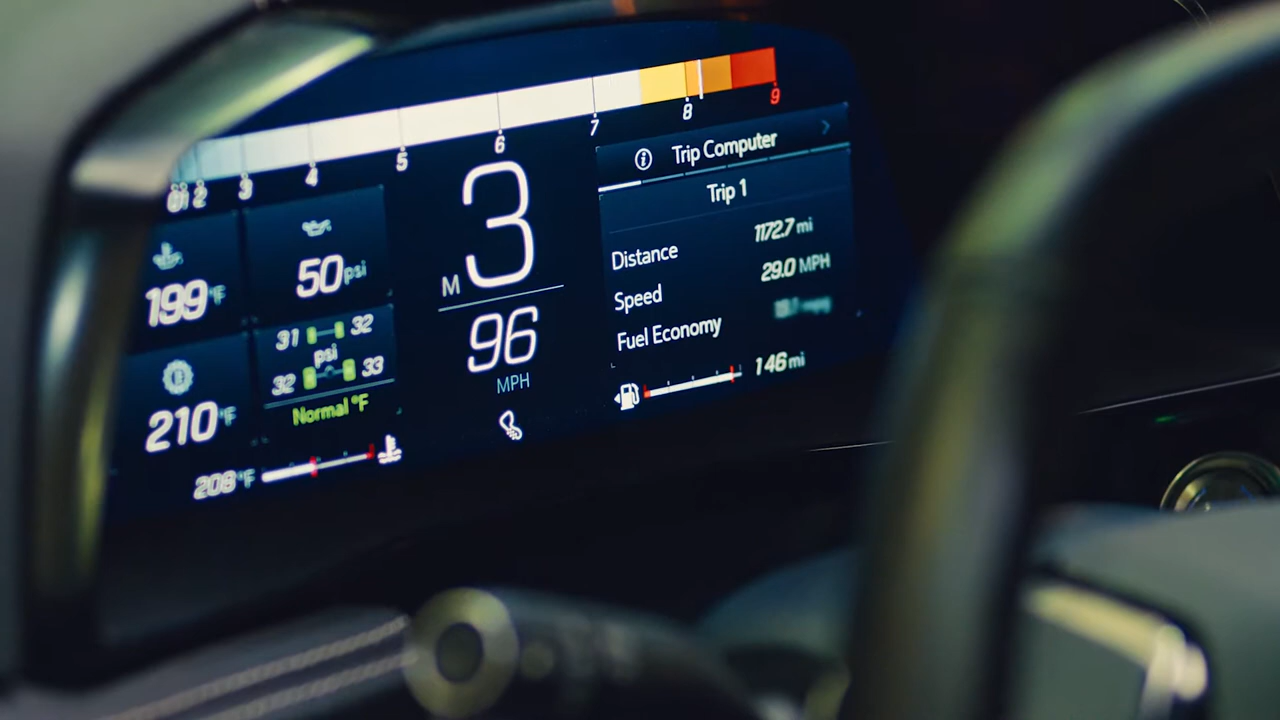 0 1 2 3 4 5 6 7 8 9
199 °F
50 psi
31 32
psi
32 33
Normal °F
210 °F
208 °F
M 3
96
MPH
Trip Computer
Trip 1
Distance 1172.7 mi
Speed 29.0 MPH
Fuel Economy
146 mi